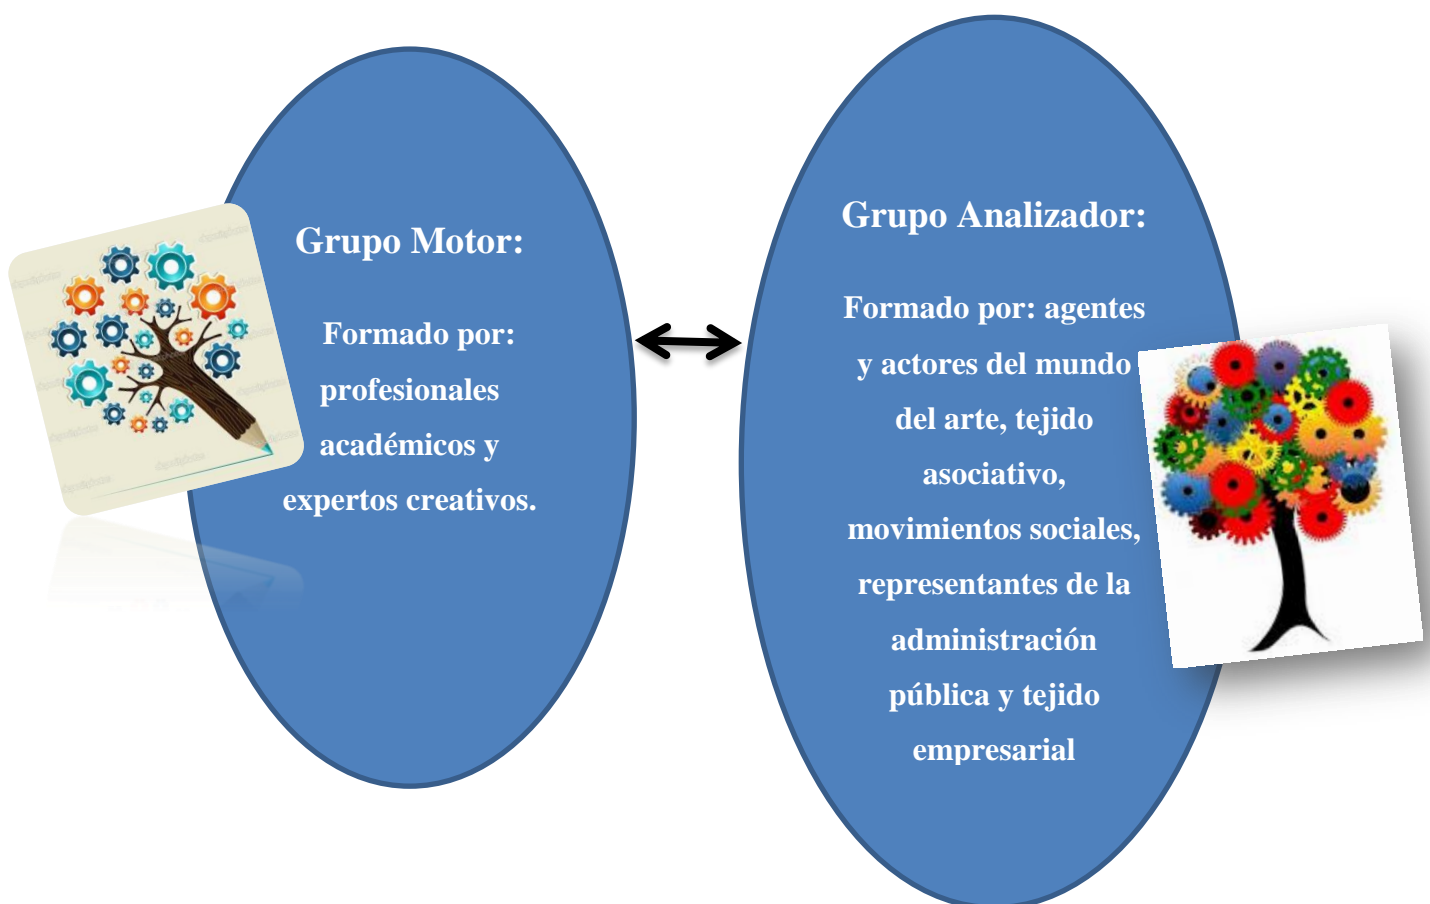 Grupo Motor:
Formado por:
profesionales
académicos y
expertos creativos.
Grupo Analizador:
Formado por: agentes
y actores del mundo
del arte, tejido
asociativo,
movimientos sociales,
representantes de la
administración
pública y tejido
empresarial